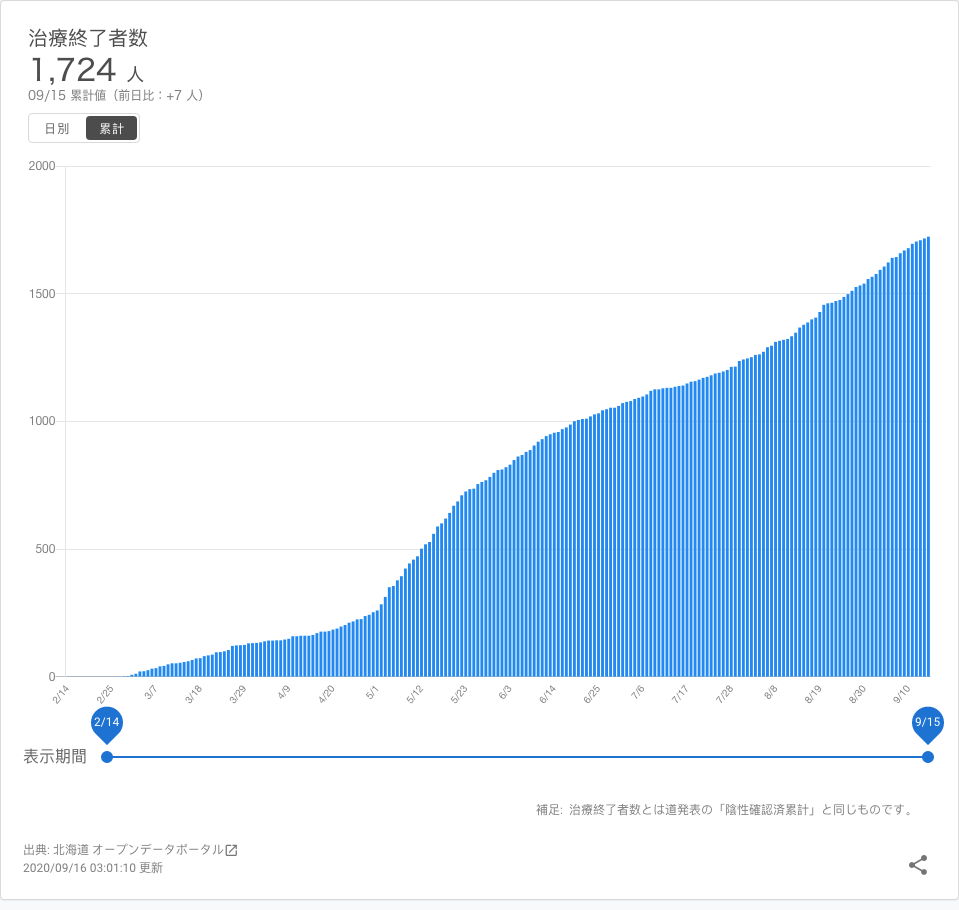 治療終了者数
1,724 人
09/15 累計値（前日比：+7 人）
日別 累計
2000
1500
1000
500
0
2/14 2/25 3/7 3/18 3/29 4/9 4/20 5/1 5/12 5/23 6/3 6/14 6/25 7/6 7/17 7/28 8/8 8/19 8/30 9/10
2/14 9/15
表示期間
補足: 治療終了者数とは道発表の「陰性確認済累計」と同じものです。
出典: 北海道 オープンデータポータル
2020/09/16 03:01:10 更新